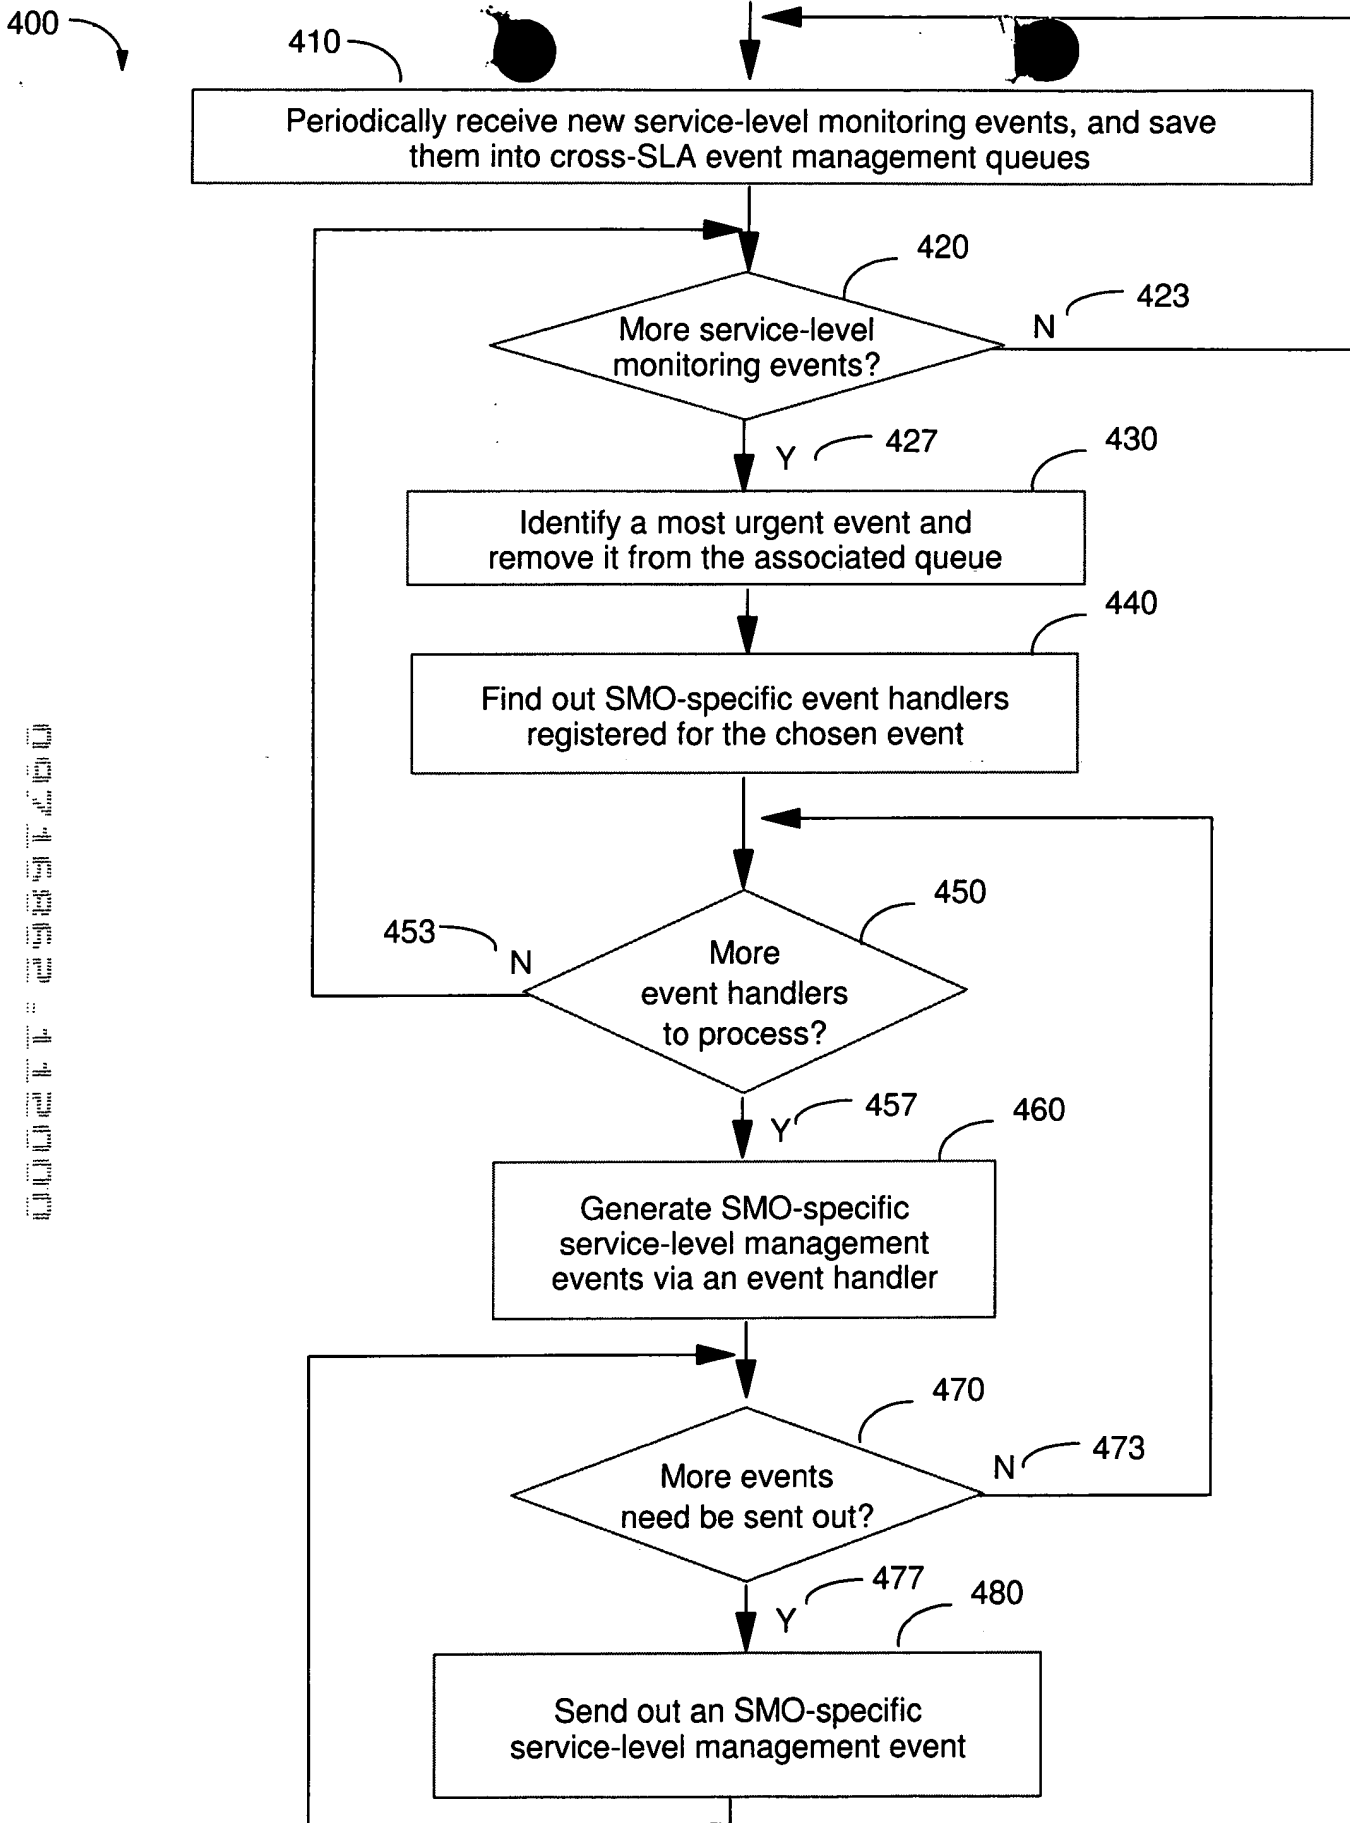 400
410
Periodically receive new service-level monitoring events, and save
them into cross-SLA event management queues
420
423
N
More service-level
monitoring events?
Y
427
430
Identify a most urgent event and
remove it from the associated queue
440
Find out SMO-specific event handlers
registered for the chosen event
450
453
N
More
event handlers
to process?
Y
457
460
Generate SMO-specific
service-level management
events via an event handler
470
473
N
More events
need be sent out?
Y
477
480
Send out an SMO-specific
service-level management event
09716862 . 112000